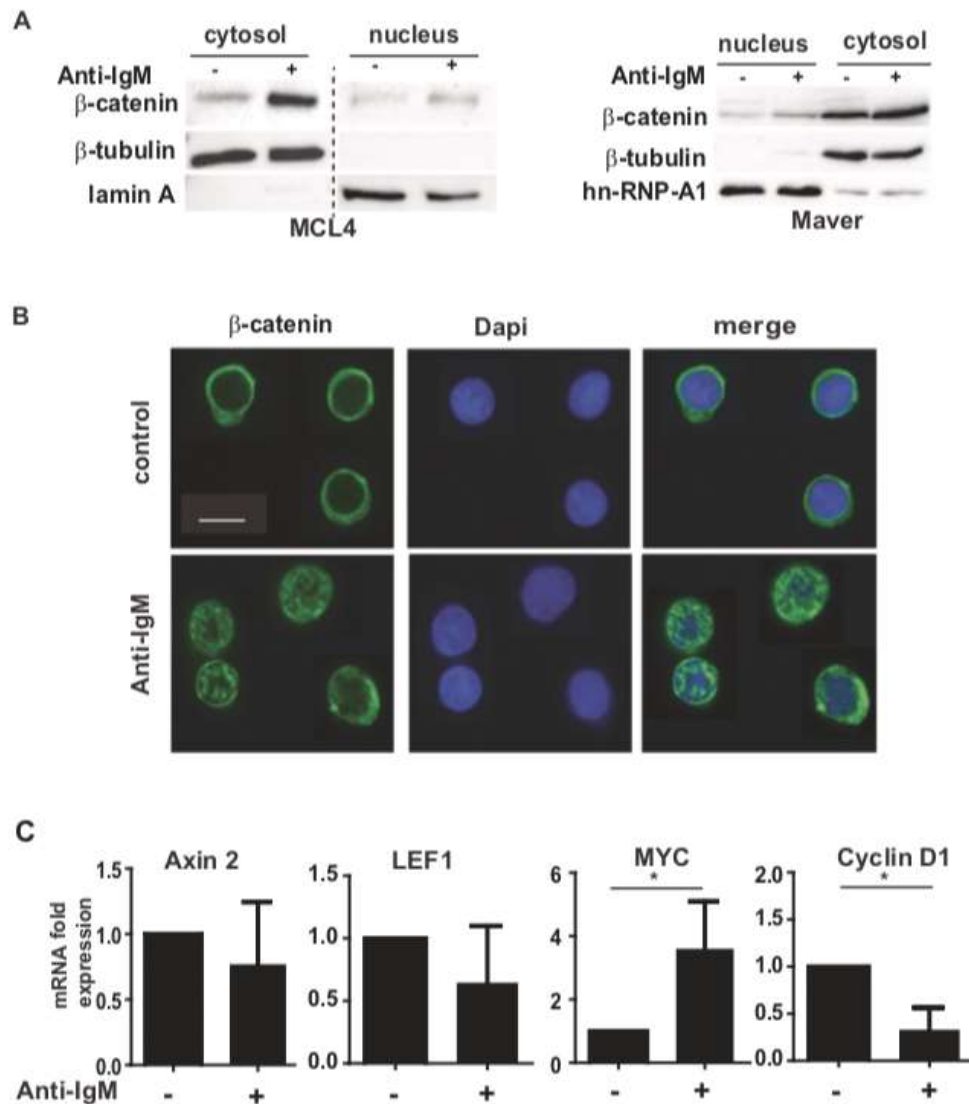 A
cytosol nucleus
Anti-IgM - + - +
β-catenin
β-tubulin
lamin A
MCL4
nucleus cytosol
Anti-IgM - + - +
β-catenin
β-tubulin
hn-RNP-A1
Maver
B
β-catenin Dapi merge
control
Anti-IgM
C
mRNA fold
expression
Axin 2
1.5
1.0
0.5
0.0
LEF1
1.5
1.0
0.5
0.0
MYC
*
6
4
2
0
Cyclin D1
*
2.0
1.5
1.0
0.5
0.0
Anti-IgM - + - + - + - +